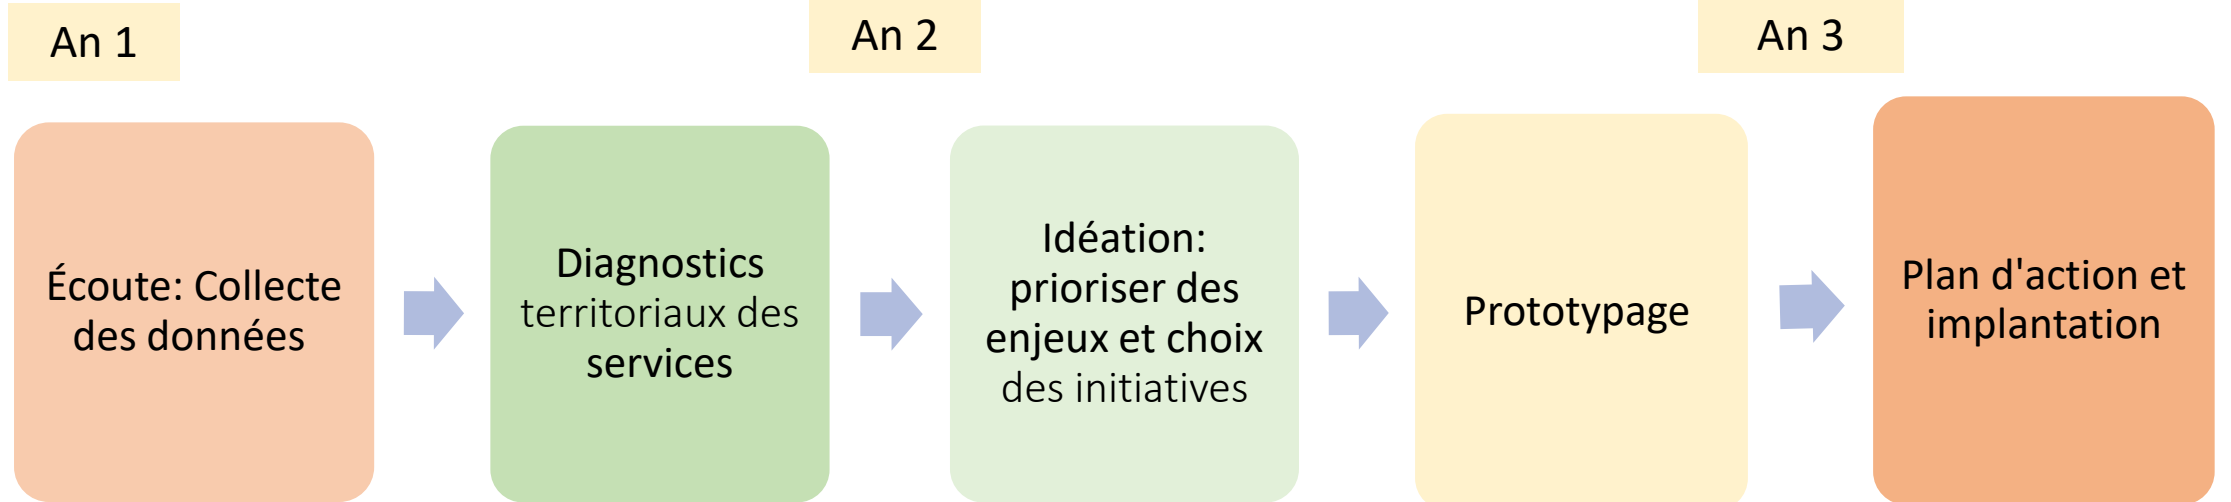 An 1
An 2
An 3
Écoute: Collecte
des données
Diagnostics
territoriaux des
services
Idéation:
prioriser des
enjeux et choix
des initiatives
Prototypage
Plan d'action et
implantation